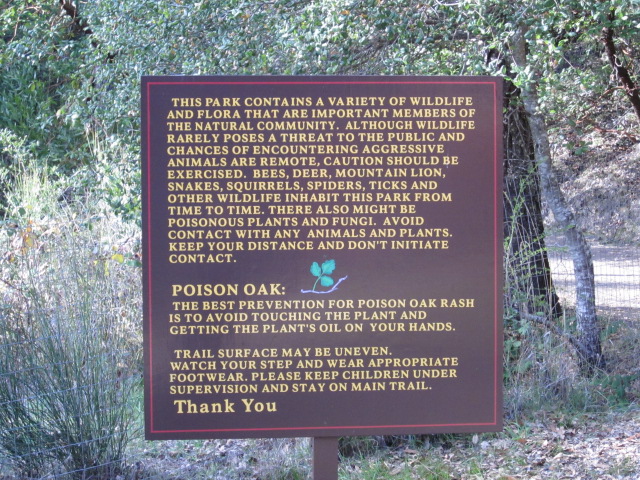 THIS PARK CONTAINS A VARIETY OF WILDLIFE
AND FLORA THAT ARE IMPORTANT MEMBERS OF
THE NATURAL COMMUNITY. ALTHOUGH WILDLIFE
RARELY POSES A THREAT TO THE PUBLIC AND
CHANCES OF ENCOUNTERING AGGRESSIVE
ANIMALS ARE REMOTE, CAUTION SHOULD BE
EXERCISED. BEES, DEER, MOUNTAIN LION,
SNAKES, SQUIRRELS, SPIDERS, TICKS AND
OTHER WILDLIFE INHABIT THIS PARK FROM
TIME TO TIME. THERE ALSO MIGHT BE
POISONOUS PLANTS AND FUNGI. AVOID
CONTACT WITH ANY ANIMALS AND PLANTS.
KEEP YOUR DISTANCE AND DON'T INITIATE
CONTACT.
POISON OAK:
THE BEST PREVENTION FOR POISON OAK RASH
IS TO AVOID TOUCHING THE PLANT AND
GETTING THE PLANT'S OIL ON YOUR HANDS.
TRAIL SURFACE MAY BE UNEVEN.
WATCH YOUR STEP AND WEAR APPROPRIATE
FOOTWEAR. PLEASE KEEP CHILDREN UNDER
SUPERVISION AND STAY ON MAIN TRAIL.
Thank You